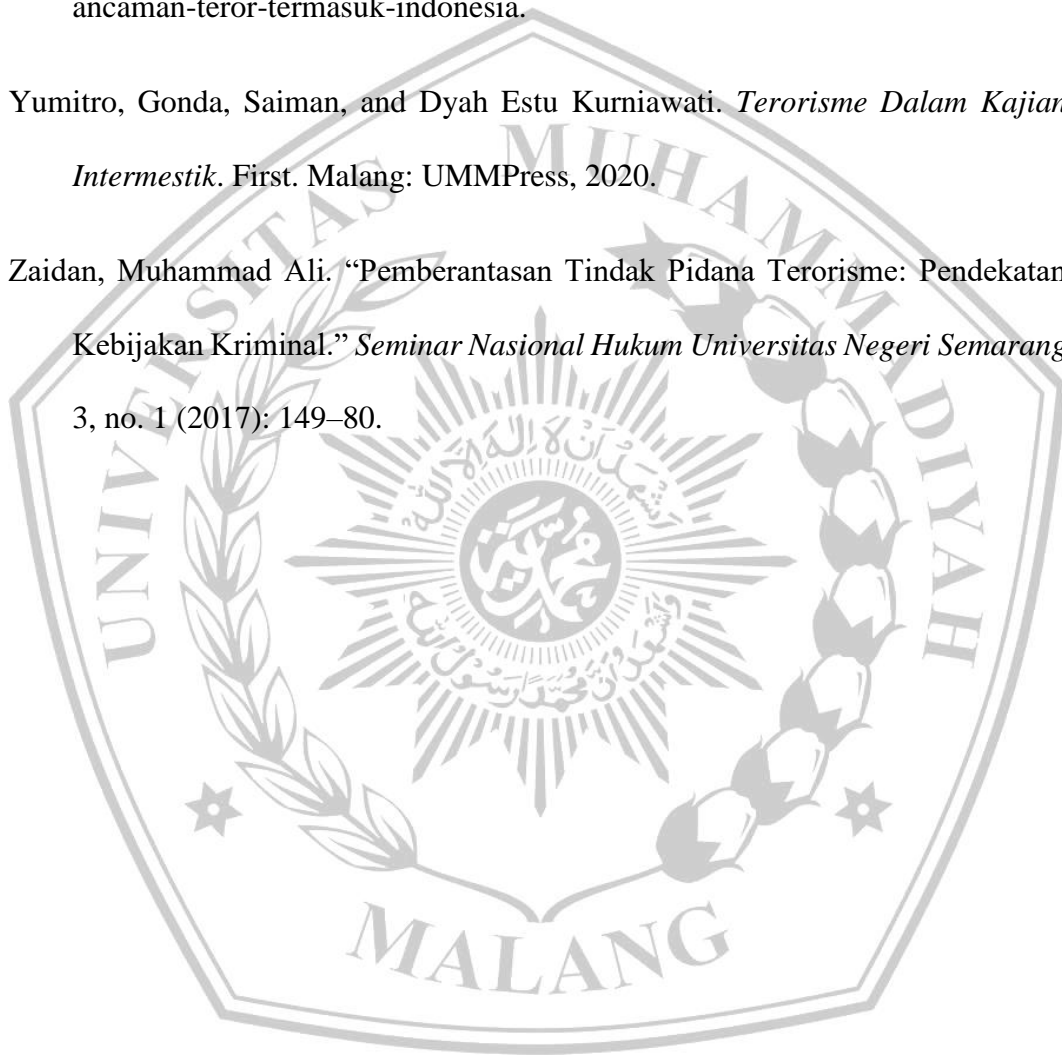 ancaman-teror-termasuk-indonesia.
Yumitro, Gonda, Saiman, and Dyah Estu Kurniawati. Terorisme Dalam Kajian
Intermestik. First. Malang: UMMPress, 2020.
Zaidan, Muhammad Ali. “Pemberantasan Tindak Pidana Terorisme: Pendekatan
Kebijakan Kriminal.” Seminar Nasional Hukum Universitas Negeri Semarang
3, no. 1 (2017): 149–80.
UNIVERSITAS MUHAMMADIYAH
MALANG